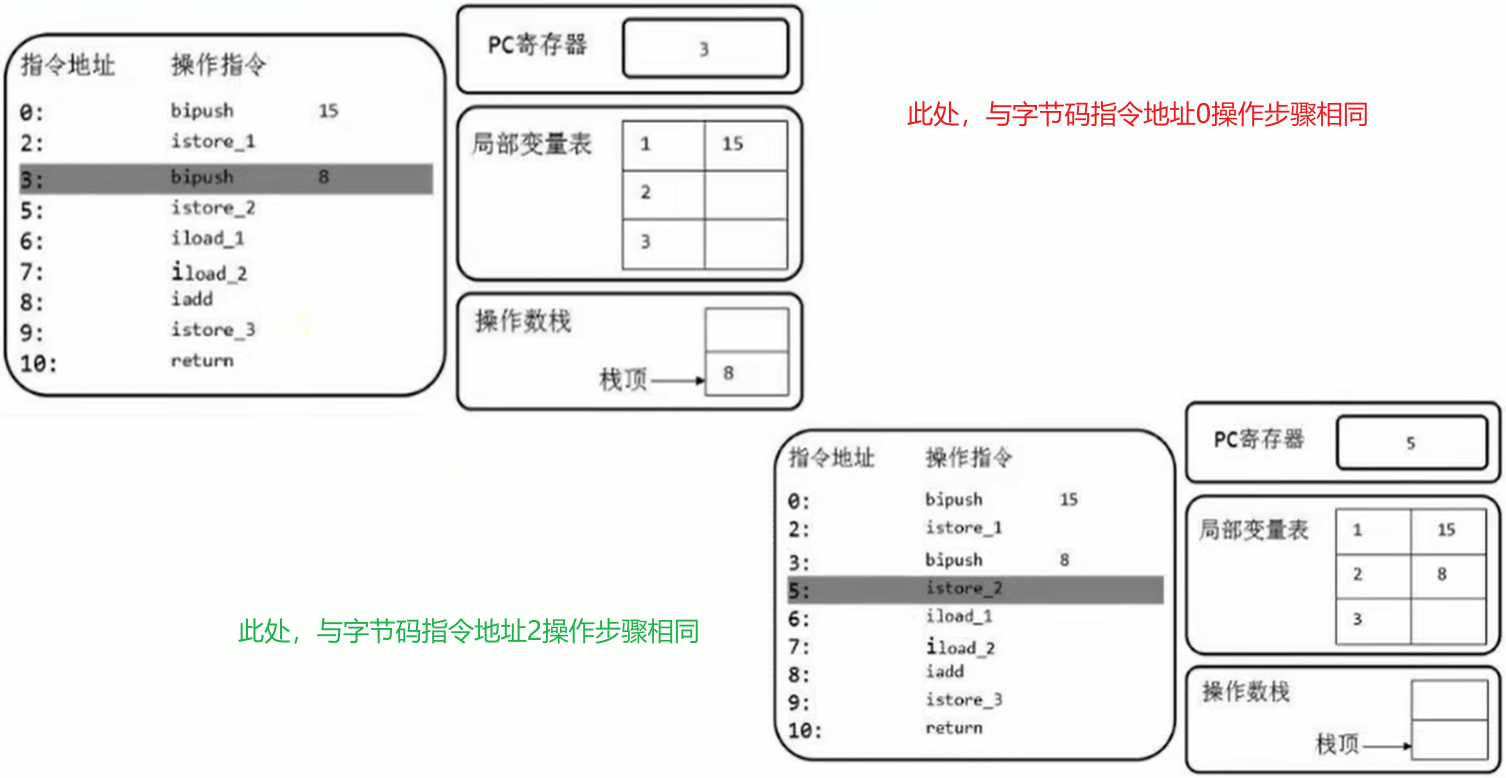 指令地址 操作指令
0: bipush 15
2: istore_1
3: bipush 8
5: istore_2
6: iload_1
7: iload_2
8: iadd
9: istore_3
10: return
PC寄存器 3
局部变量表
1 15
2
3
操作数栈
栈顶 8
此处，与字节码指令地址0操作步骤相同
此处，与字节码指令地址2操作步骤相同
指令地址 操作指令
0: bipush 15
2: istore_1
3: bipush 8
5: istore_2
6: iload_1
7: iload_2
8: iadd
9: istore_3
10: return
PC寄存器 5
局部变量表
1 15
2 8
3
操作数栈
栈顶